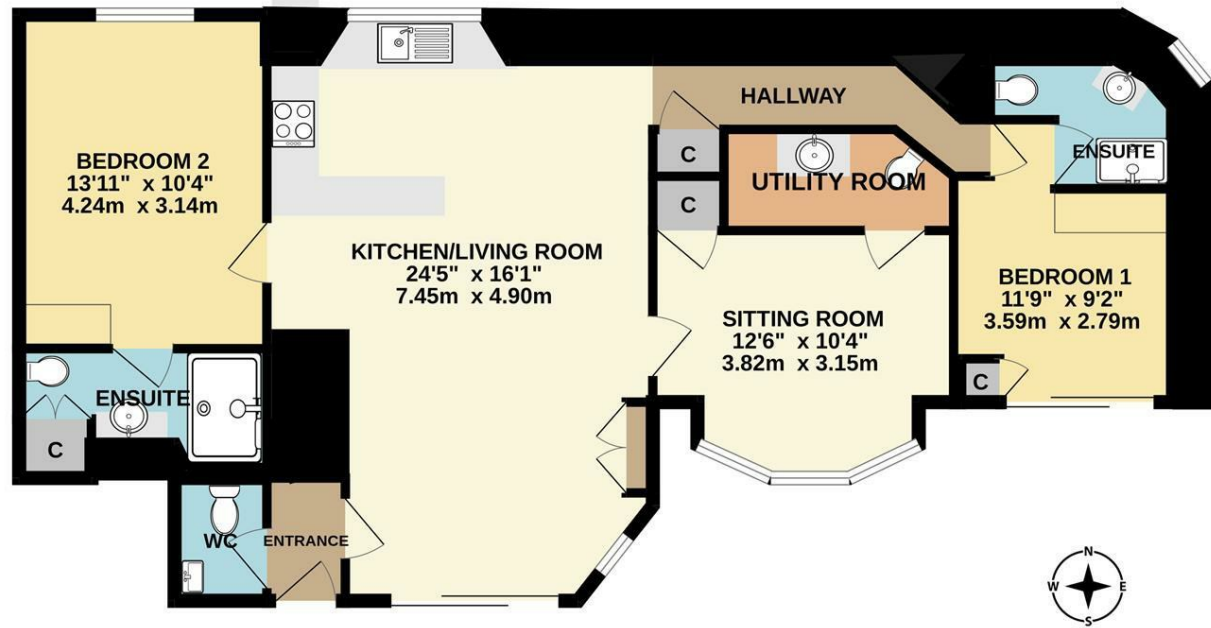 BEDROOM 2
13'11" x 10'4"
4.24m x 3.14m
KITCHEN/LIVING ROOM
24'5" x 16'1"
7.45m x 4.90m
HALLWAY
C
C
UTILITY ROOM
ENSUITE
BEDROOM 1
11'9" x 9'2"
3.59m x 2.79m
C
SITTING ROOM
12'6" x 10'4"
3.82m x 3.15m
ENSUITE
C
WC
ENTRANCE
N
W E
S